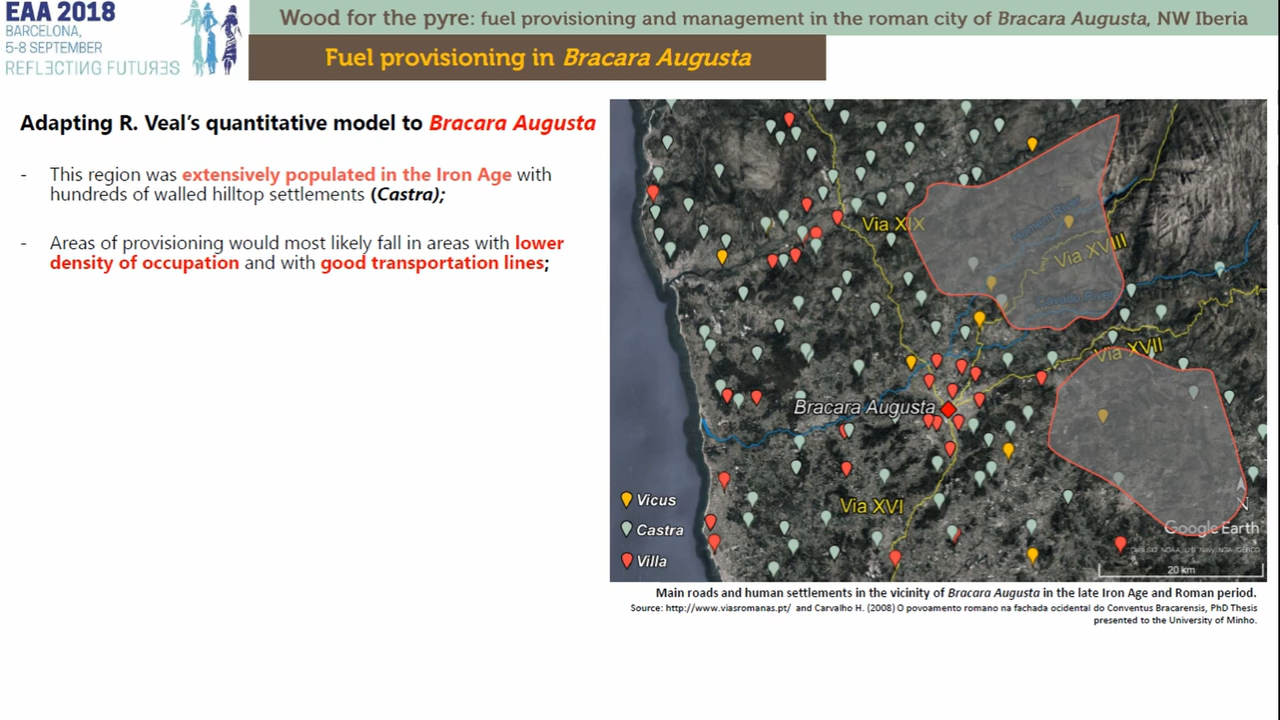 EAA 2018
BARCELONA,
5-8 SEPTEMBER
REFLECTING FUTURES
Wood for the pyre: fuel provisioning and management in the roman city of Bracara Augusta, NW Iberia
Fuel provisioning in Bracara Augusta
Adapting R. Veal's quantitative model to Bracara Augusta
- This region was extensively populated in the Iron Age with
hundreds of walled hilltop settlements (Castra);
- Areas of provisioning would most likely fall in areas with lower
density of occupation and with good transportation lines;
Via XIX
Homem River
Via XVIII
Cavado River
Via XVII
Bracara Augusta
Via XVI
Vicus
Castra
Villa
N
Google Earth
20 km
Main roads and human settlements in the vicinity of Bracara Augusta in the late Iron Age and Roman period.
Source: http://www.viasromanas.pt/ and Carvalho H. (2008) O povoamento romano na fachada ocidental do Conventus Bracarensis, PhD Thesis
presented to the University of Minho.